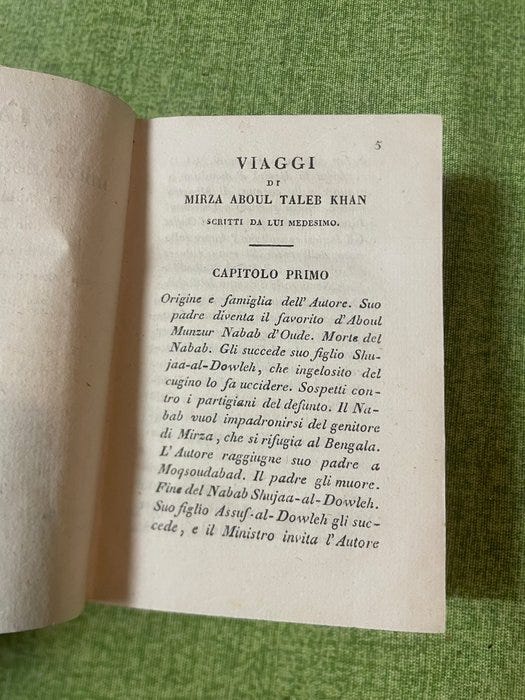 5
VIAGGI
DI
MIRZA ABOUL TALEB KHAN
SCRITTI DA LUI MEDESIMO.
CAPITOLO PRIMO
Origine e famiglia dell'Autore. Suo
padre diventa il favorito d'Aboul
Munzur Nabab d'Oude. Morte del
Nabab. Gli succede suo figlio Shu-
jaa-al-Dowleh, che ingelosito del
cugino lo fa uccidere. Sospetti con-
tro i partigiani del defunto. Il Na-
bab vuol impadronirsi del genitore
di Mirza, che si rifugia al Bengala.
L'Autore raggiugne suo padre a
Moqsoudabad. Il padre gli muore.
Fine del Nabab Shujaa-al-Dowleh.
Suo figlio Assuf-al-Dowleh gli suc-
cede, e il Ministro invita l'Autore